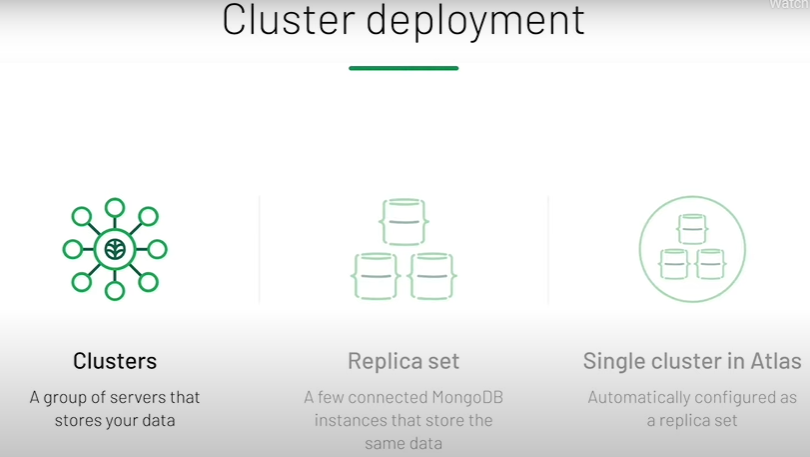 Watch
Cluster deployment
Clusters
A group of servers that
stores your data
Replica set
A few connected MongoDB
instances that store the
same data
Single cluster in Atlas
Automatically configured as
a replica set